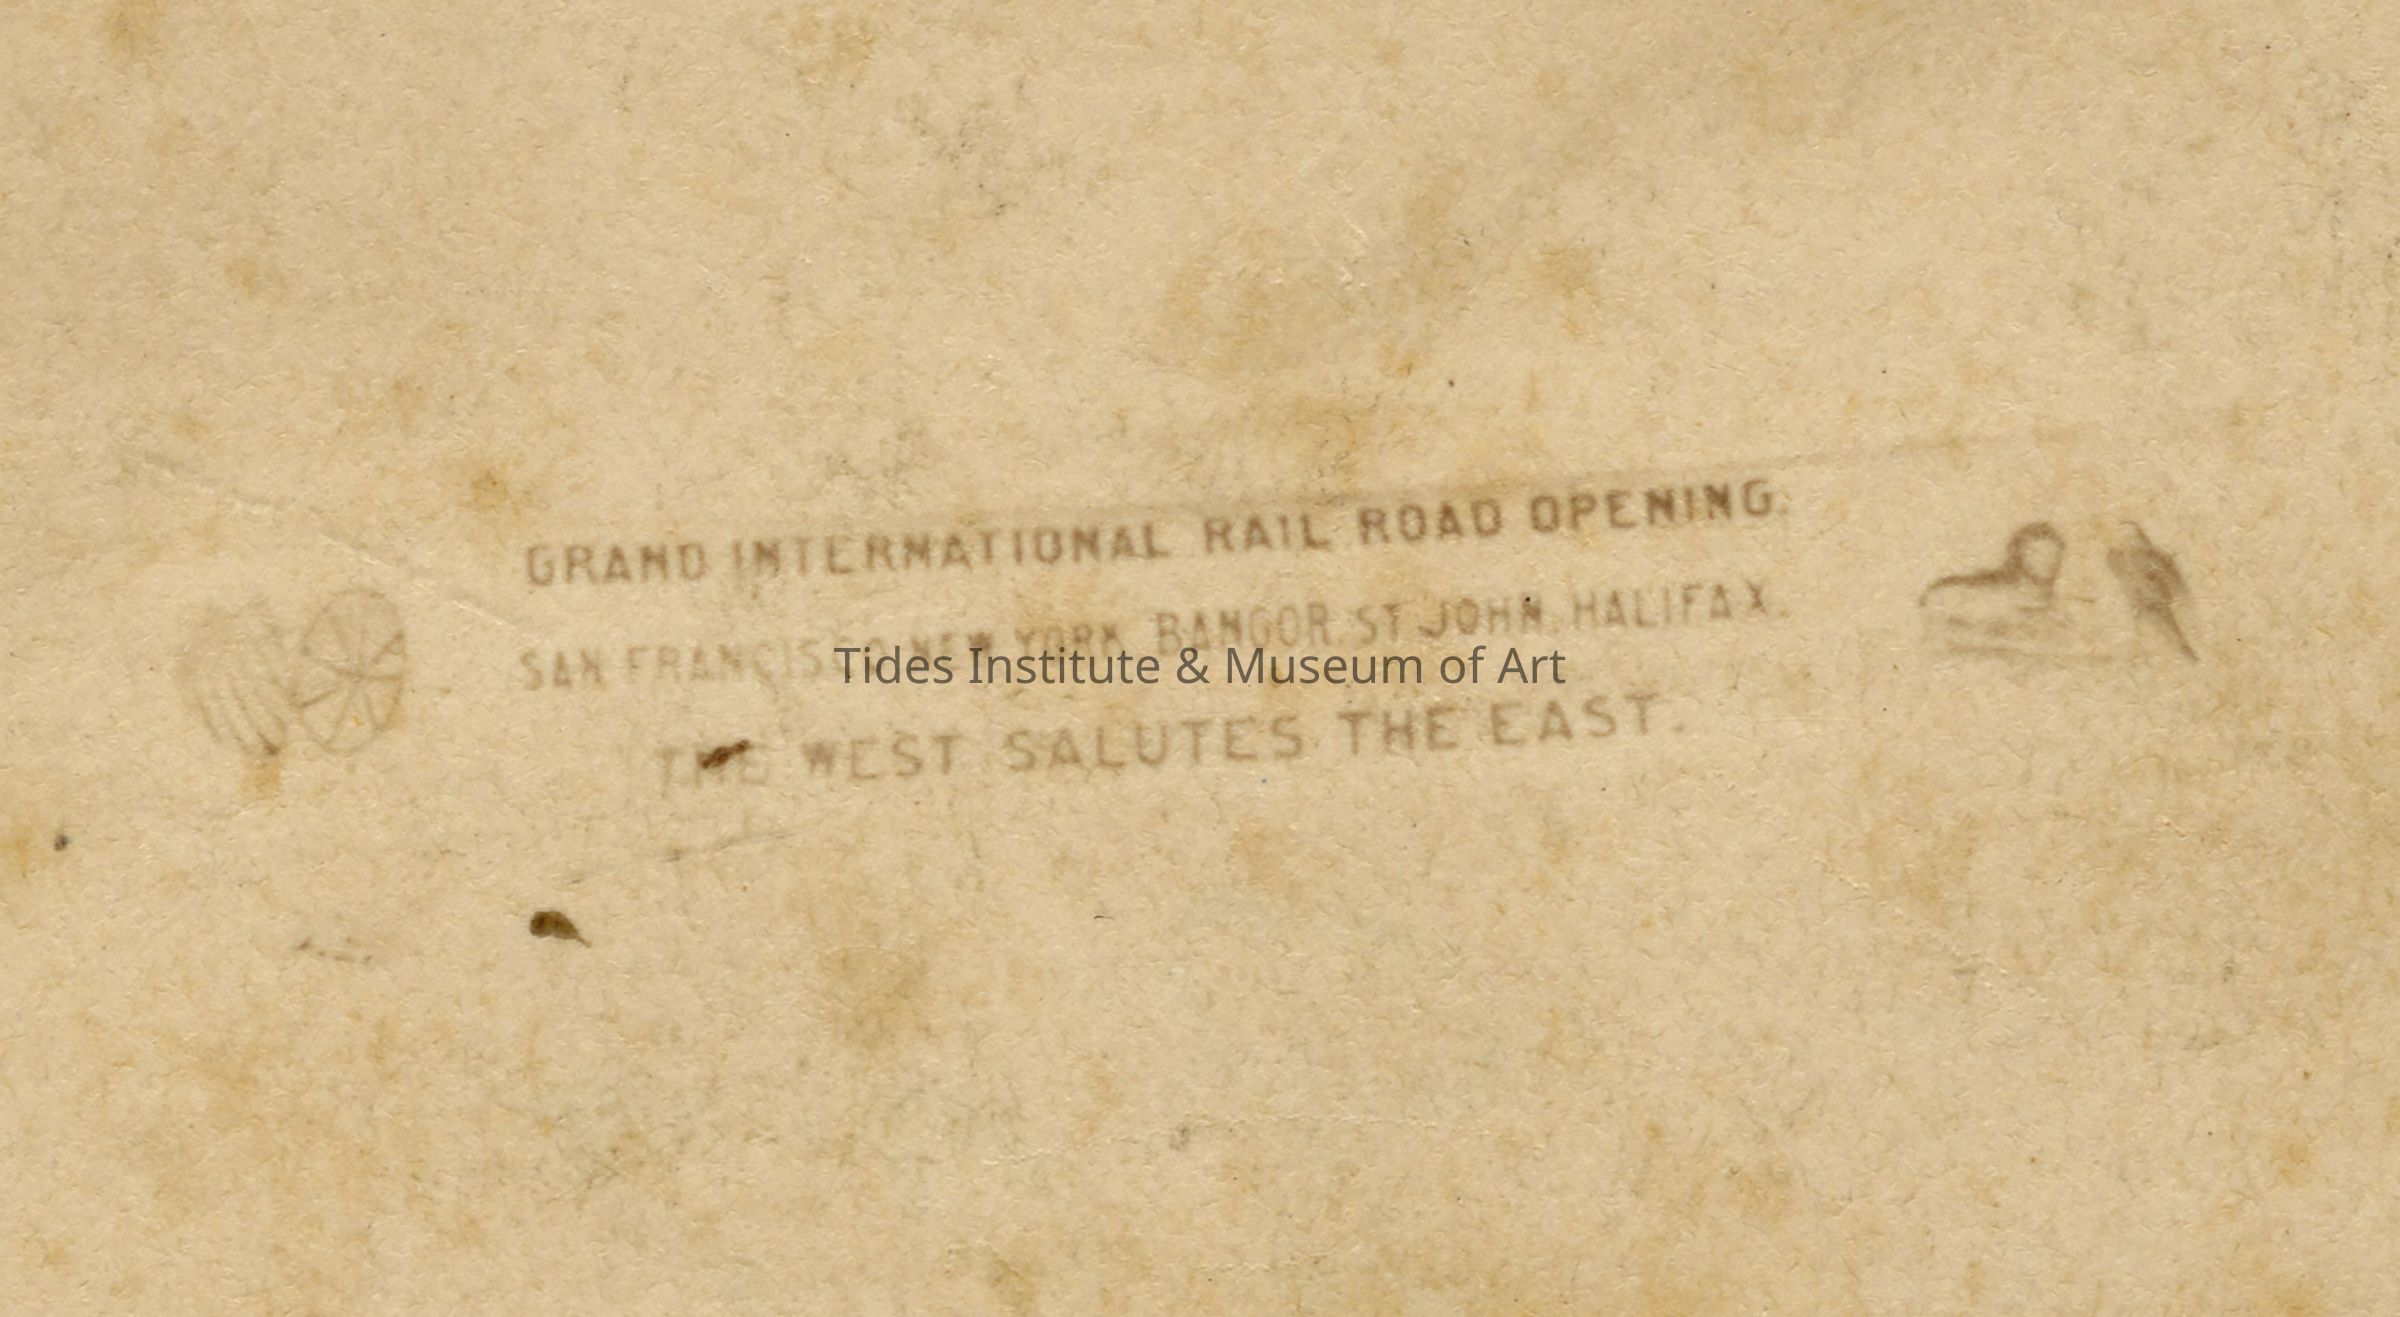 GRAND INTERNATIONAL RAIL ROAD OPENING.
SAN FRANCISCO, NEW YORK, BANGOR, ST JOHN, HALIFAX.
THE WEST SALUTES THE EAST.
Tides Institute & Museum of Art